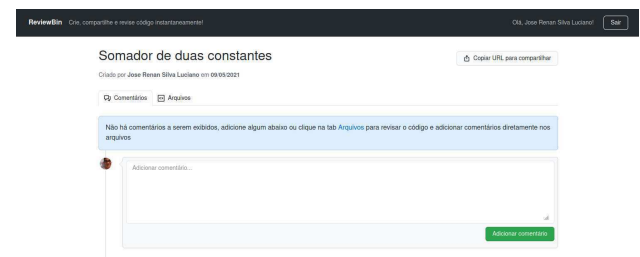 ReviewBin Crie, compartilhe e revise código instantaneamente! Olá, Jose Renan Silva Luciano! Sair
Somador de duas constantes
Copiar URL para compartilhar
Criado por Jose Renan Silva Luciano em 09/05/2021
Comentários Arquivos
Não há comentários a serem exibidos, adicione algum abaixo ou clique na tab Arquivos para revisar o código e adicionar comentários diretamente nos
arquivos
Adicionar comentário...
Adicionar comentário